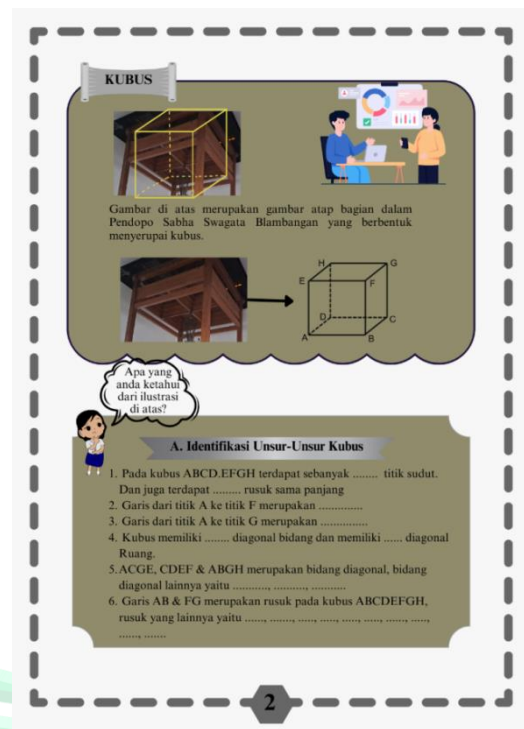 KUBUS
Gambar di atas merupakan gambar atap bagian dalam
Pendopo Sabha Swagata Blambangan yang berbentuk
menyerupai kubus.
H
G
E
F
D
C
A
B
Apa yang
anda ketahui
dari ilustrasi
di atas?
A. Identifikasi Unsur-Unsur Kubus
1. Pada kubus ABCD.EFGH terdapat sebanyak ........ titik sudut.
Dan juga terdapat ......... rusuk sama panjang
2. Garis dari titik A ke titik F merupakan .............
3. Garis dari titik A ke titik G merupakan ..............
4. Kubus memiliki ........ diagonal bidang dan memiliki ...... diagonal
Ruang.
5. ACGE, CDEF & ABGH merupakan bidang diagonal, bidang
diagonal lainnya yaitu ..........., .........., ...........
6. Garis AB & FG merupakan rusuk pada kubus ABCDEFGH,
rusuk yang lainnya yaitu ......, ......., ....., ....., ....., ....., ......, .....,
......, .......
2